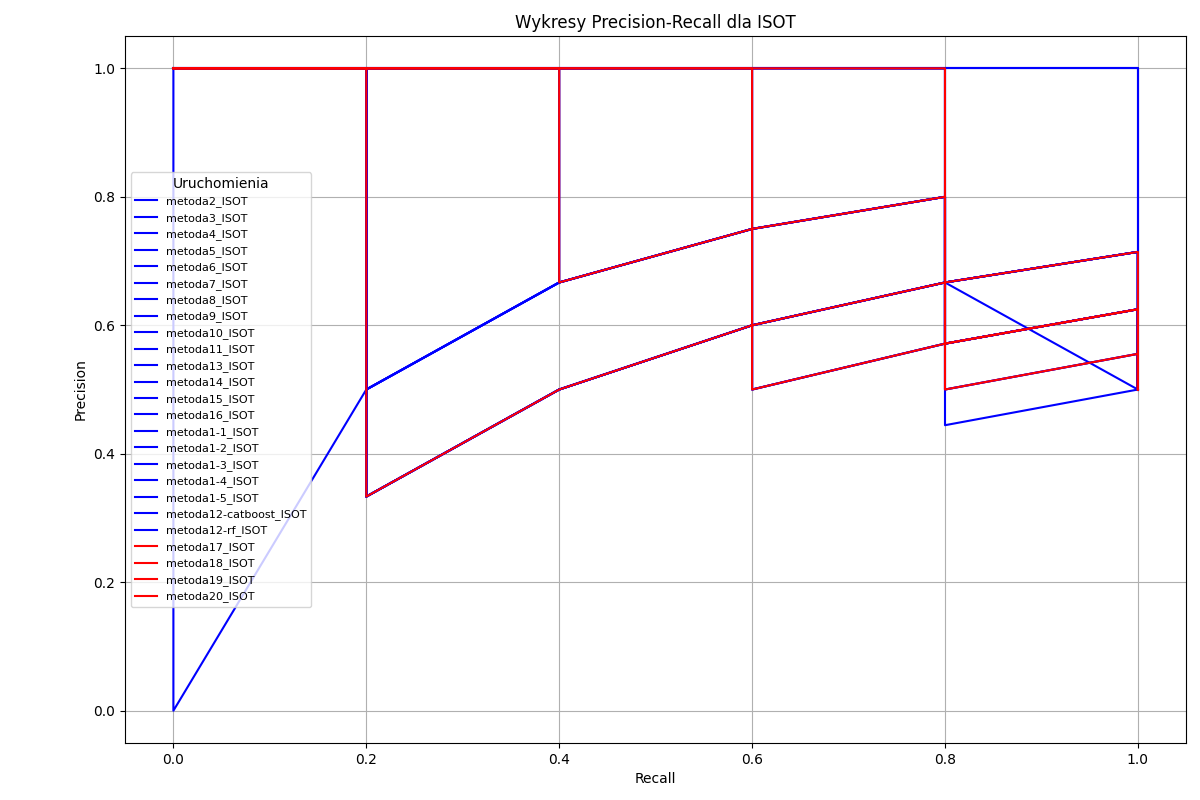 Wykresy Precision-Recall dla ISOT
1.0
0.8
0.6
0.4
0.2
0.0
Precision
Uruchomienia
metoda2_ISOT
metoda3_ISOT
metoda4_ISOT
metoda5_ISOT
metoda6_ISOT
metoda7_ISOT
metoda8_ISOT
metoda9_ISOT
metoda10_ISOT
metoda11_ISOT
metoda13_ISOT
metoda14_ISOT
metoda15_ISOT
metoda16_ISOT
metoda1-1_ISOT
metoda1-2_ISOT
metoda1-3_ISOT
metoda1-4_ISOT
metoda1-5_ISOT
metoda12-catboost_ISOT
metoda12-rf_ISOT
metoda17_ISOT
metoda18_ISOT
metoda19_ISOT
metoda20_ISOT
0.0 0.2 0.4 0.6 0.8 1.0
Recall